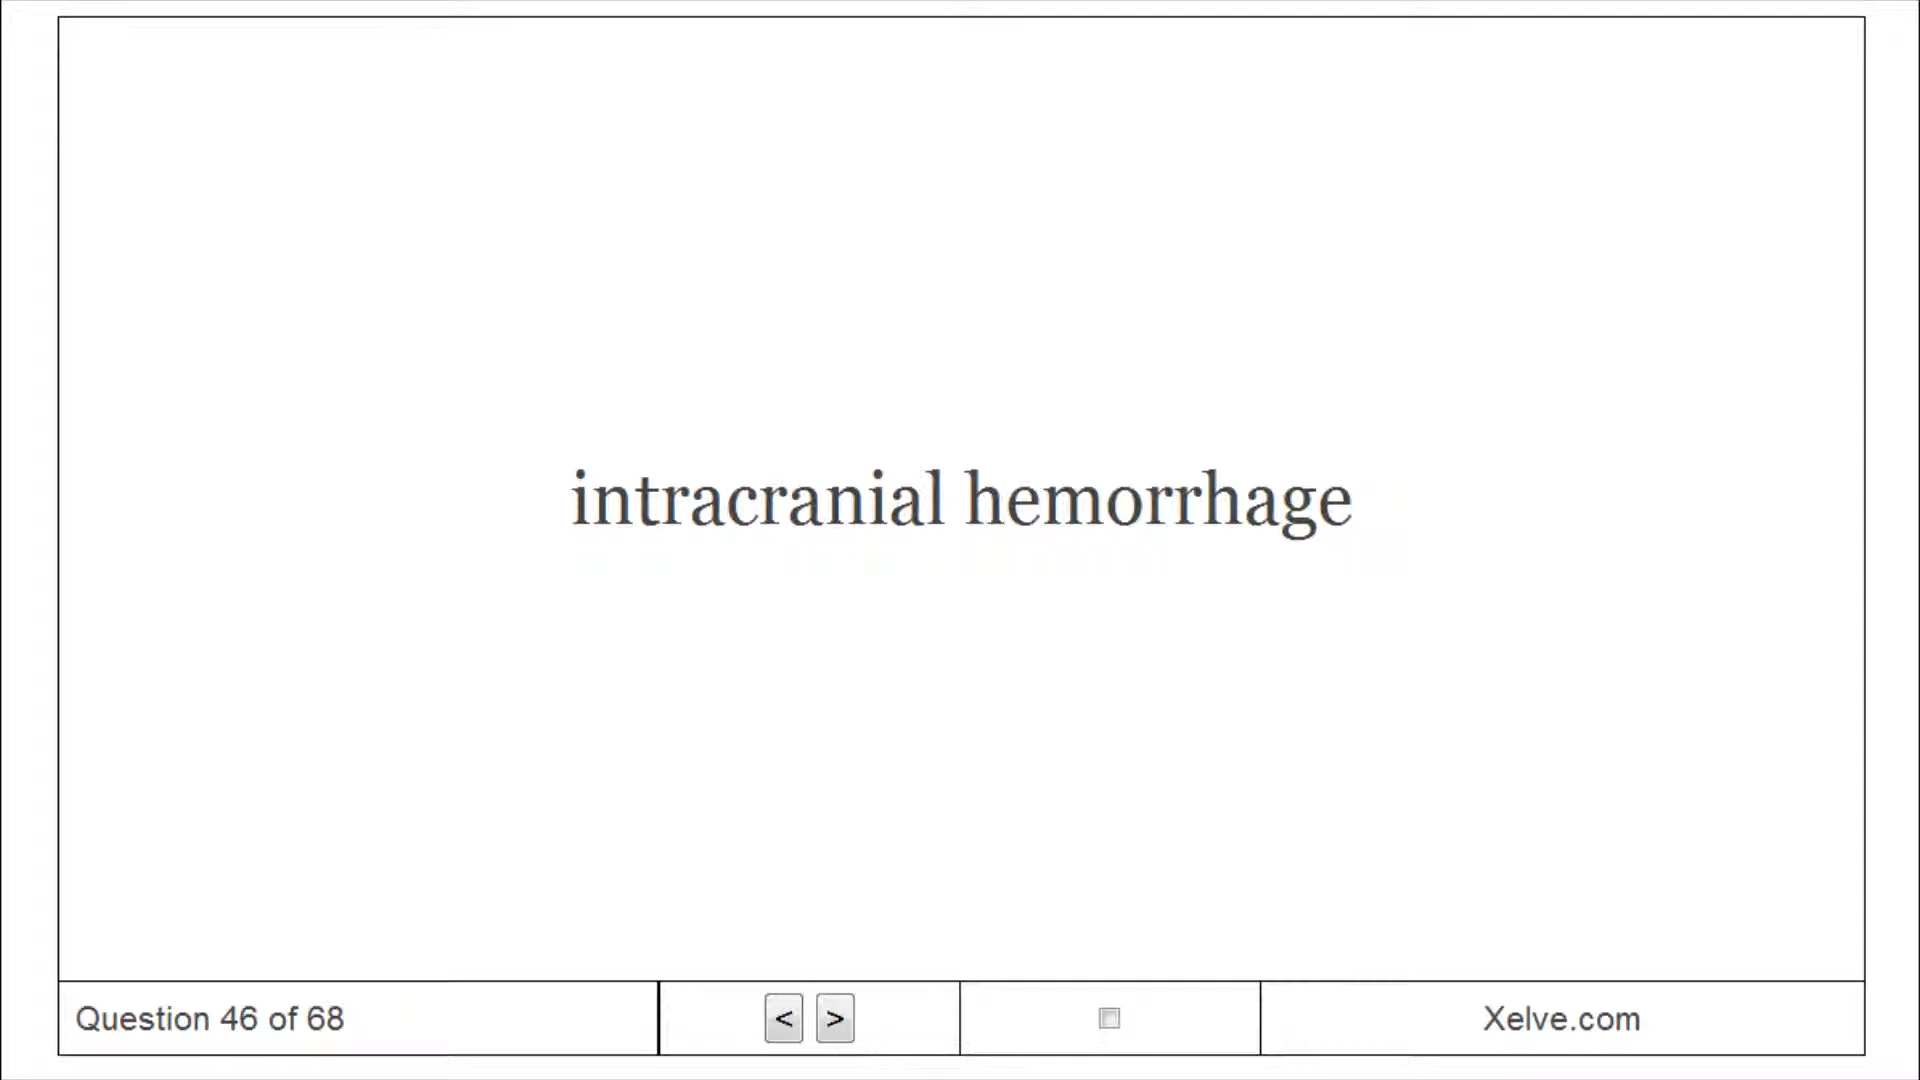 intracranial hemorrhage
Question 46 of 68
< >
Xelve.com